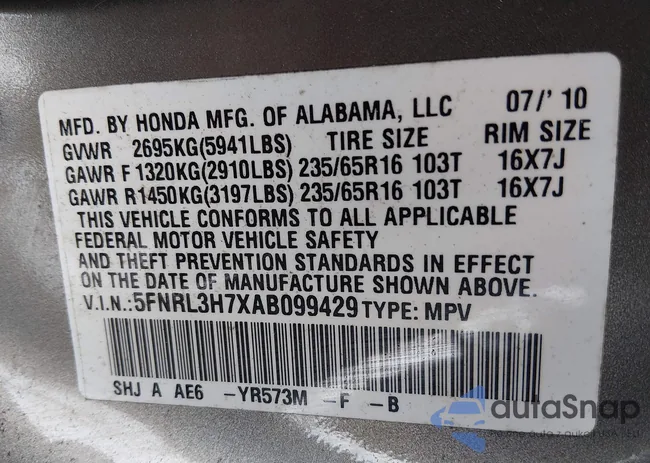 MFD. BY HONDA MFG. OF ALABAMA, LLC 07/'10
GVWR 2695KG(5941LBS) TIRE SIZE RIM SIZE
GAWR F 1320KG(2910LBS) 235/65R16 103T 16X7J
GAWR R1450KG(3197LBS) 235/65R16 103T 16X7J
THIS VEHICLE CONFORMS TO ALL APPLICABLE
FEDERAL MOTOR VEHICLE SAFETY
AND THEFT PREVENTION STANDARDS IN EFFECT
ON THE DATE OF MANUFACTURE SHOWN ABOVE.
V.I.N.:5FNRL3H7XAB099429 TYPE: MPV
SHJ A AE6 -YR573M -F -B
autaSnap